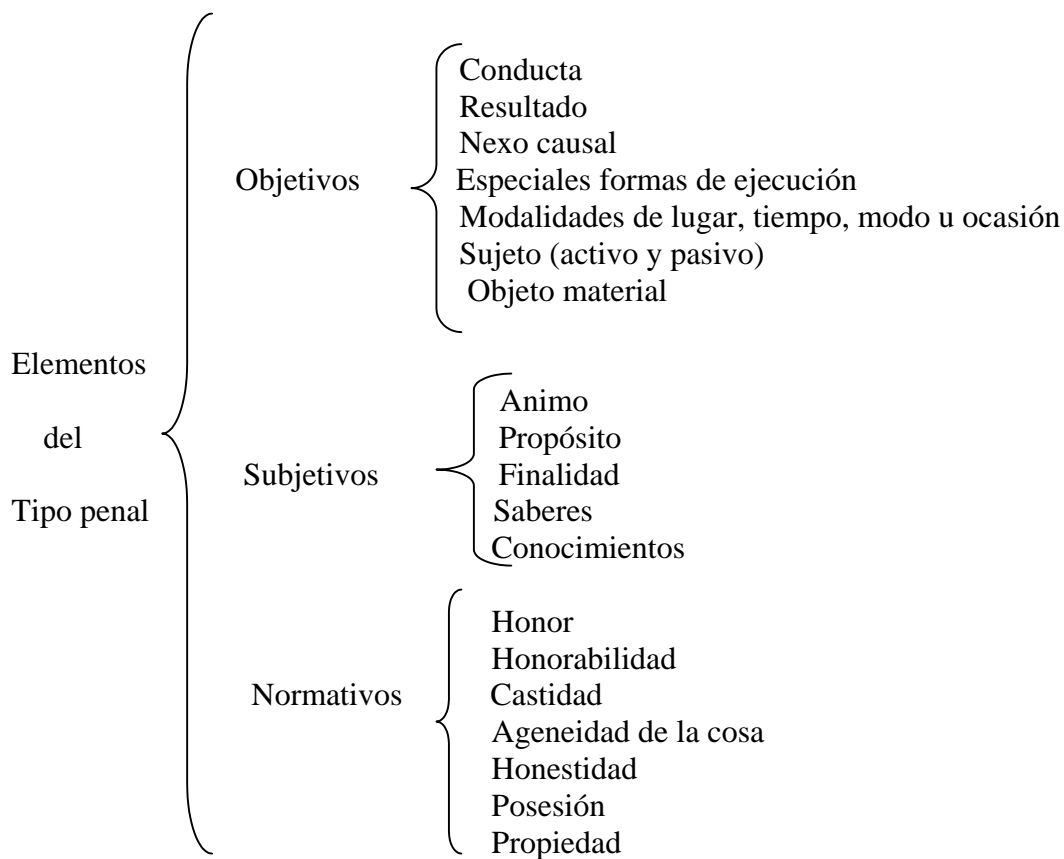 Elementos
del
Tipo penal
Objetivos
Conducta
Resultado
Nexo causal
Especiales formas de ejecución
Modalidades de lugar, tiempo, modo u ocasión
Sujeto (activo y pasivo)
Objeto material
Subjetivos
Animo
Propósito
Finalidad
Saberes
Conocimientos
Normativos
Honor
Honorabilidad
Castidad
Ageneidad de la cosa
Honestidad
Posesión
Propiedad